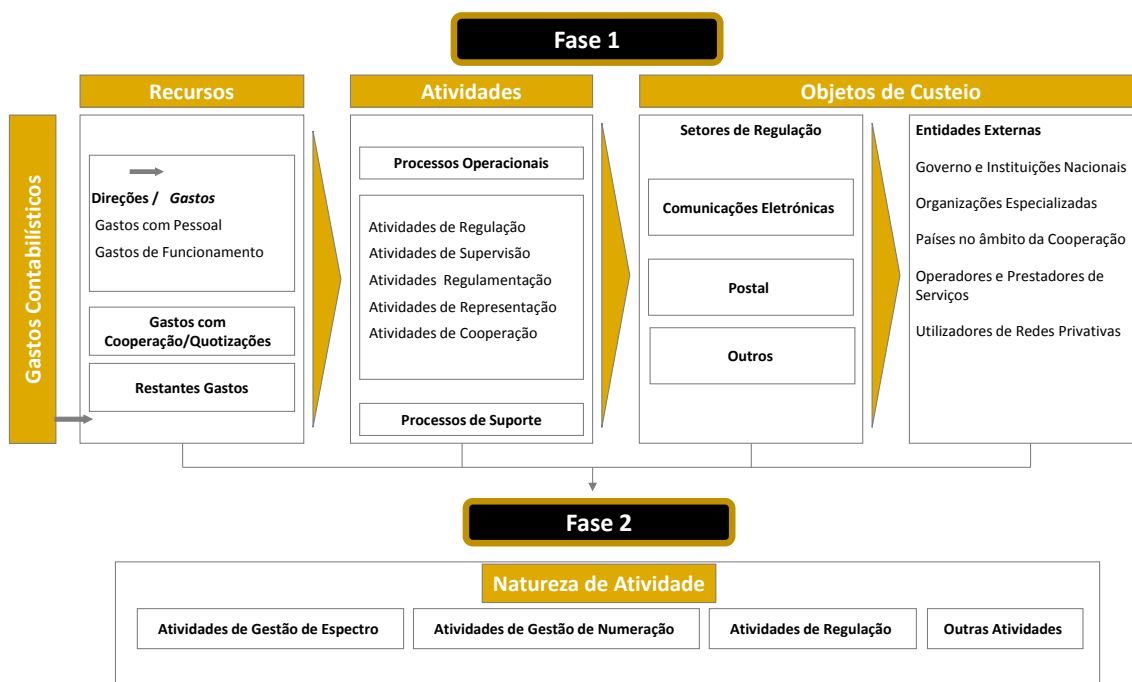 Fase 1
Recursos
Atividades
Objetos de Custeio
Gastos Contabilísticos
Direções / Gastos
Gastos com Pessoal
Gastos de Funcionamento
Gastos com
Cooperação/Quotizações
Restantes Gastos
Processos Operacionais
Atividades de Regulação
Atividades de Supervisão
Atividades Regulamentação
Atividades de Representação
Atividades de Cooperação
Processos de Suporte
Setores de Regulação
Comunicações Eletrónicas
Postal
Outros
Entidades Externas
Governo e Instituições Nacionais
Organizações Especializadas
Países no âmbito da Cooperação
Operadores e Prestadores de
Serviços
Utilizadores de Redes Privativas
Fase 2
Natureza de Atividade
Atividades de Gestão de Espectro
Atividades de Gestão de Numeração
Atividades de Regulação
Outras Atividades